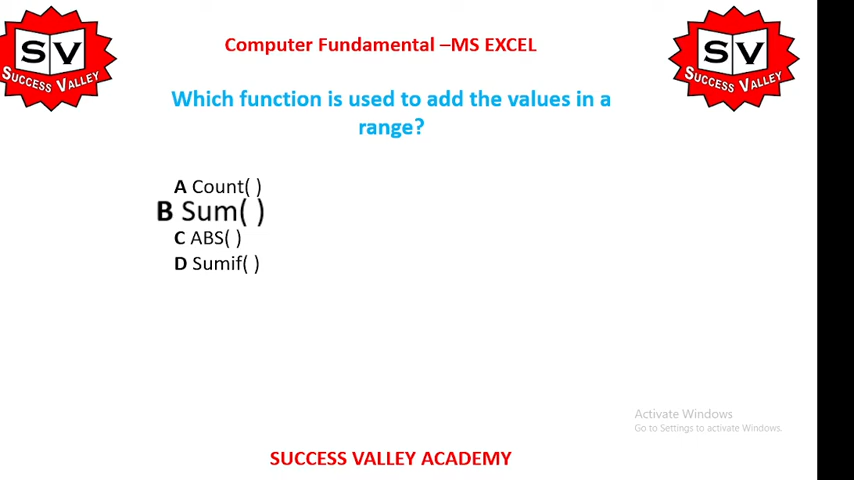 SV
SUCCESS VALLEY
Computer Fundamental –MS EXCEL
SV
SUCCESS VALLEY
Which function is used to add the values in a
range?
A Count( )
B Sum( )
C ABS( )
D Sumif( )
Activate Windows
Go to Settings to activate Windows.
SUCCESS VALLEY ACADEMY